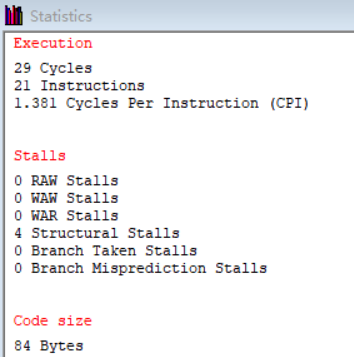 Statistics
Execution
29 Cycles
21 Instructions
1.381 Cycles Per Instruction (CPI)
Stalls
0 RAW Stalls
0 WAW Stalls
0 WAR Stalls
4 Structural Stalls
0 Branch Taken Stalls
0 Branch Misprediction Stalls
Code size
84 Bytes